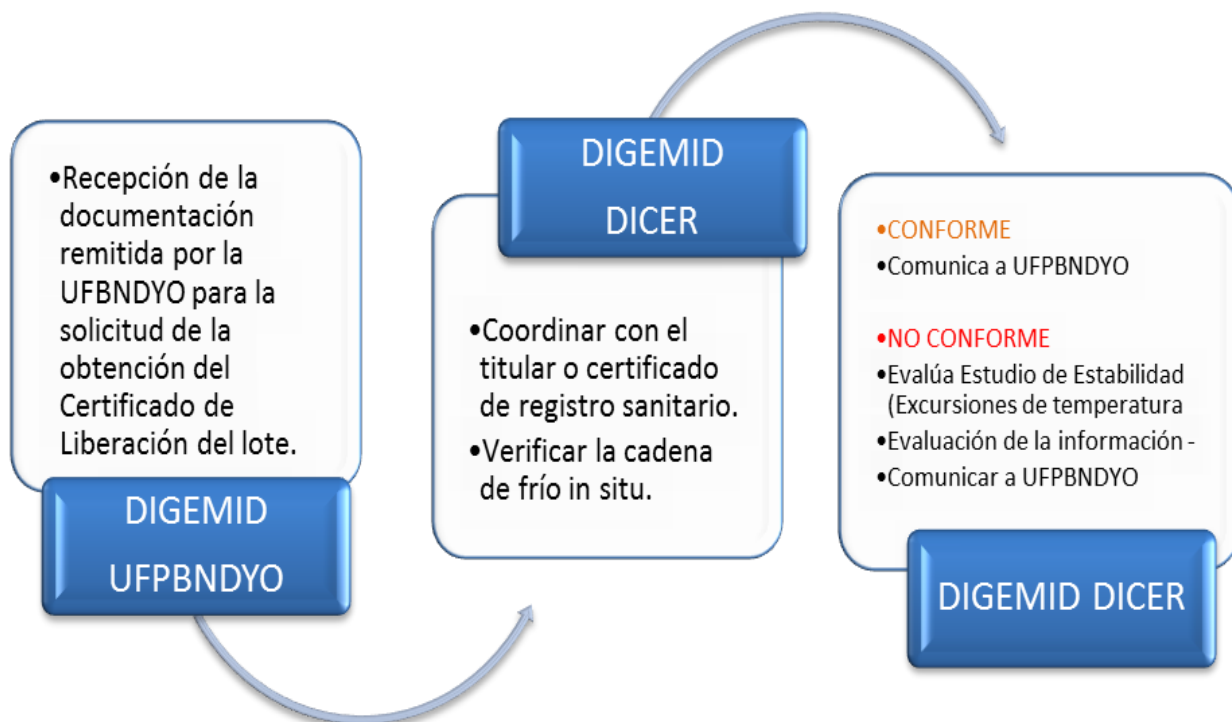 •Recepción de la
documentación
remitida por la
UFBNDYO para la
solicitud de la
obtención del
Certificado de
Liberación del lote.
DIGEMID
UFPBNDYO
DIGEMID
DICER
•Coordinar con el
titular o certificado
de registro sanitario.
•Verificar la cadena
de frío in situ.
•CONFORME
•Comunica a UFPBNDYO
•NO CONFORME
•Evalúa Estudio de Estabilidad
(Excursiones de temperatura
•Evaluación de la información -
•Comunicar a UFPBNDYO
DIGEMID DICER